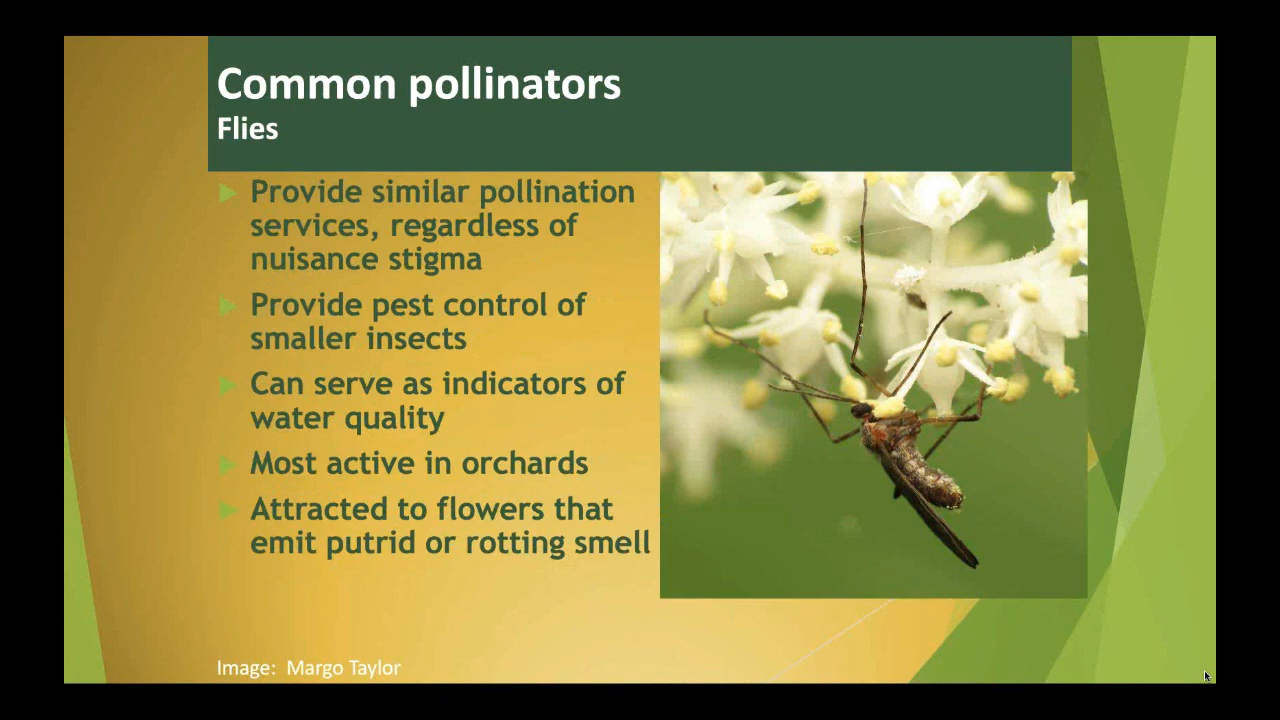 Common pollinators
Flies
Provide similar pollination
services, regardless of
nuisance stigma
Provide pest control of
smaller insects
Can serve as indicators of
water quality
Most active in orchards
Attracted to flowers that
emit putrid or rotting smell
Image: Margo Taylor